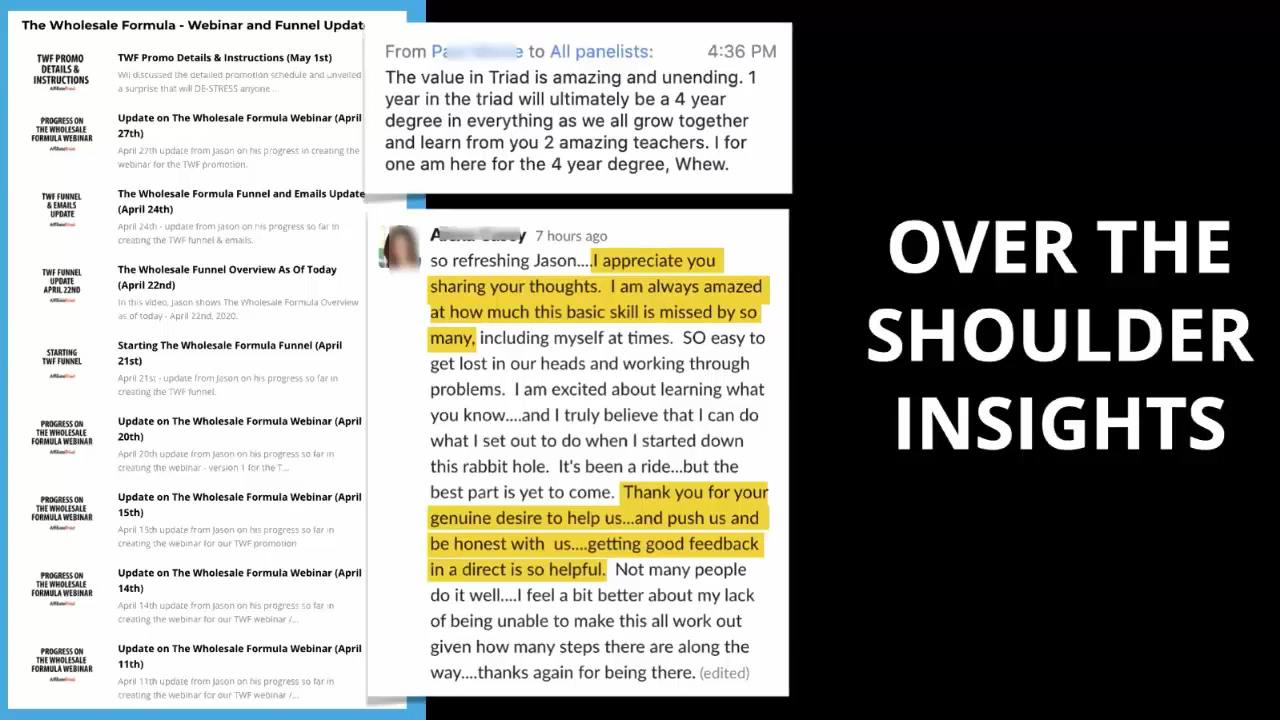 The Wholesale Formula - Webinar and Funnel Updat
TWF PROMO
DETAILS &
INSTRUCTIONS
AffiliateTriad
TWF Promo Details & Instructions (May 1st)
Wil discussed the detailed promotion schedule and unveiled
a surprise that will DE-STRESS anyone ...
PROGRESS ON
THE WHOLESALE
FORMULA WEBINAR
AffiliateTriad
Update on The Wholesale Formula Webinar (April
27th)
April 27th update from Jason on his progress in creating the
webinar for the TWF promotion.
TWF FUNNEL
& EMAILS
UPDATE
AffiliateTriad
The Wholesale Formula Funnel and Emails Update
(April 24th)
April 24th - update from Jason on his progress so far in
creating the TWF funnel & emails.
TWF FUNNEL
UPDATE
APRIL 22ND
AffiliateTriad
The Wholesale Funnel Overview As Of Today
(April 22nd)
In this video, Jason shows The Wholesale Formula Overview
as of today - April 22nd, 2020.
STARTING
TWF FUNNEL
AffiliateTriad
Starting The Wholesale Formula Funnel (April
21st)
April 21st - update from Jason on his progress so far in
creating the TWF funnel.
PROGRESS ON
THE WHOLESALE
FORMULA WEBINAR
AffiliateTriad
Update on The Wholesale Formula Webinar (April
20th)
April 20th update from Jason on his progress so far in
creating the webinar - version 1 for the T...
PROGRESS ON
THE WHOLESALE
FORMULA WEBINAR
AffiliateTriad
Update on The Wholesale Formula Webinar (April
15th)
April 15th update from Jason on his progress so far in
creating the webinar for our TWF promotion
PROGRESS ON
THE WHOLESALE
FORMULA WEBINAR
AffiliateTriad
Update on The Wholesale Formula Webinar (April
14th)
April 14th update from Jason on his progress so far in
creating the webinar for our TWF webinar /...
PROGRESS ON
THE WHOLESALE
FORMULA WEBINAR
AffiliateTriad
Update on The Wholesale Formula Webinar (April
11th)
April 11th update from Jason on his progress so far in
creating the webinar for our TWF webinar /...
From to All panelists: 4:36 PM
The value in Triad is amazing and unending. 1
year in the triad will ultimately be a 4 year
degree in everything as we all grow together
and learn from you 2 amazing teachers. I for
one am here for the 4 year degree, Whew.
7 hours ago
so refreshing Jason....I appreciate you
sharing your thoughts. I am always amazed
at how much this basic skill is missed by so
many, including myself at times. SO easy to
get lost in our heads and working through
problems. I am excited about learning what
you know....and I truly believe that I can do
what I set out to do when I started down
this rabbit hole. It's been a ride...but the
best part is yet to come. Thank you for your
genuine desire to help us...and push us and
be honest with us....getting good feedback
in a direct is so helpful. Not many people
do it well....I feel a bit better about my lack
of being unable to make this all work out
given how many steps there are along the
way....thanks again for being there. (edited)
OVER THE
SHOULDER
INSIGHTS